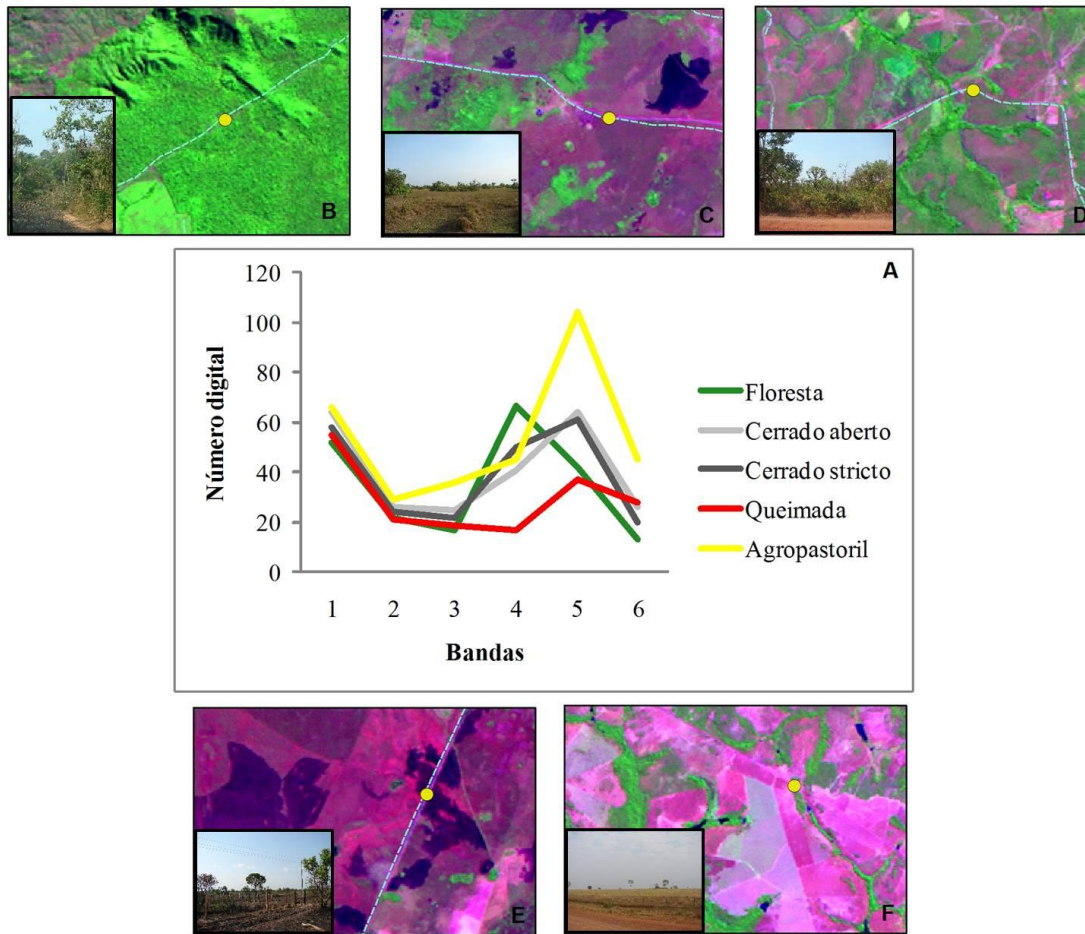 B
C
D
A
120
100
80
60
40
20
0
Número digital
1 2 3 4 5 6
Bandas
Floresta
Cerrado aberto
Cerrado stricto
Queimada
Agropastoril
E
F